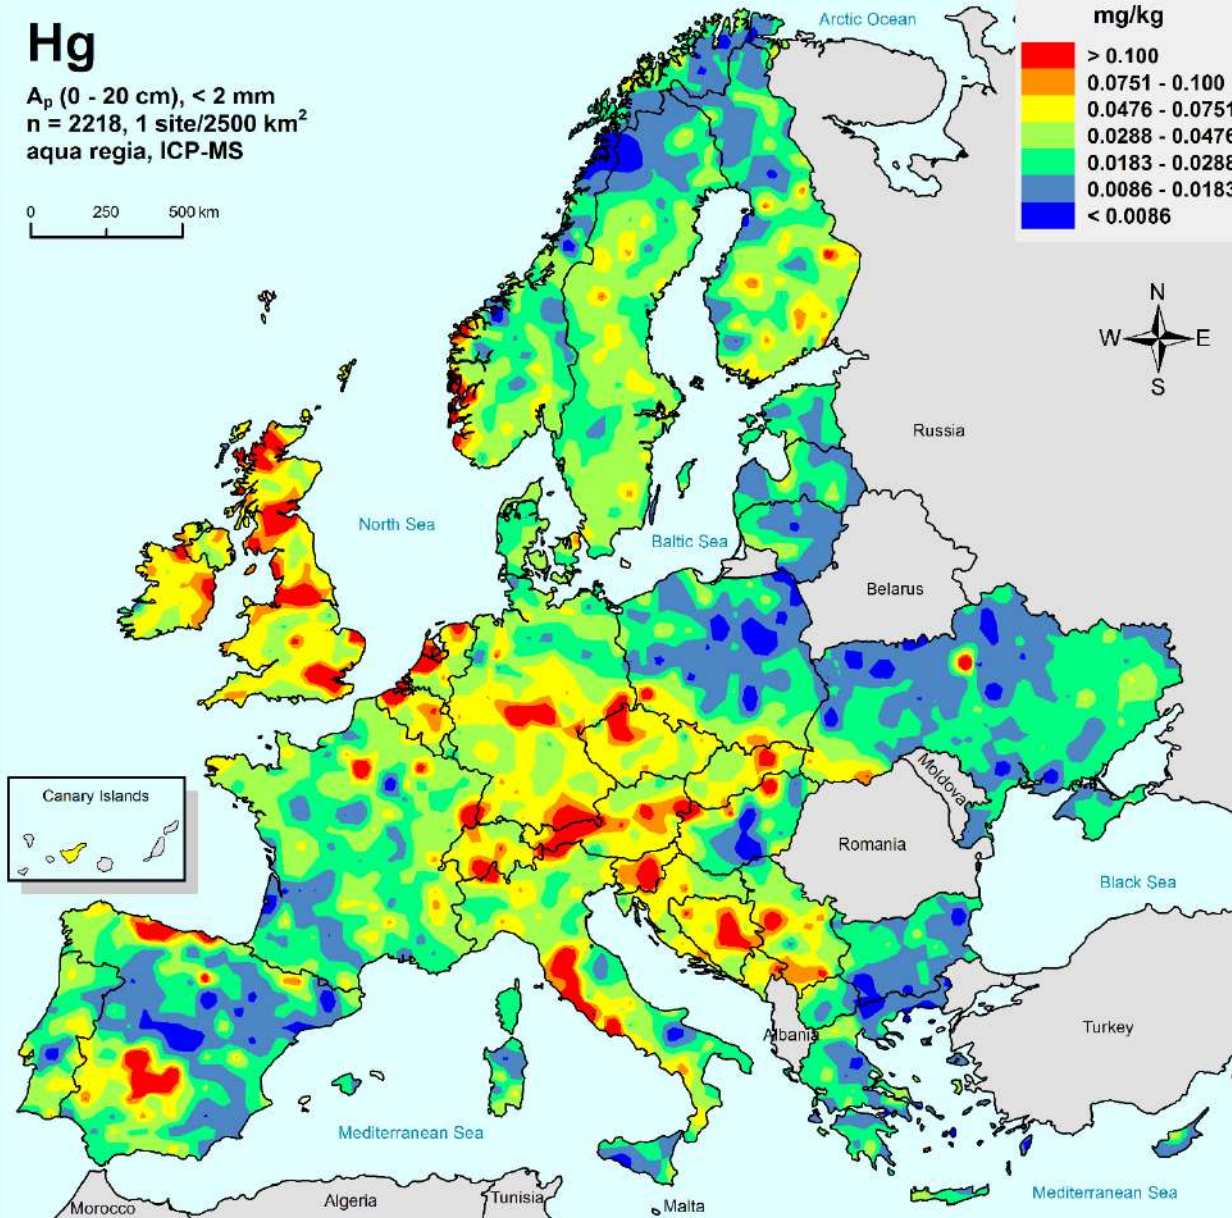 Hg
Aₚ (0 - 20 cm), < 2 mm
n = 2218, 1 site/2500 km²
aqua regia, ICP-MS
0 250 500 km
mg/kg
> 0.100
0.0751 - 0.100
0.0476 - 0.0751
0.0288 - 0.0476
0.0183 - 0.0288
0.0086 - 0.0183
< 0.0086
Arctic Ocean
N
W E
S
Russia
North Sea
Baltic Sea
Belarus
Moldova
Canary Islands
Romania
Black Sea
Albania
Turkey
Mediterranean Sea
Mediterranean Sea
Morocco
Algeria
Tunisia
Malta